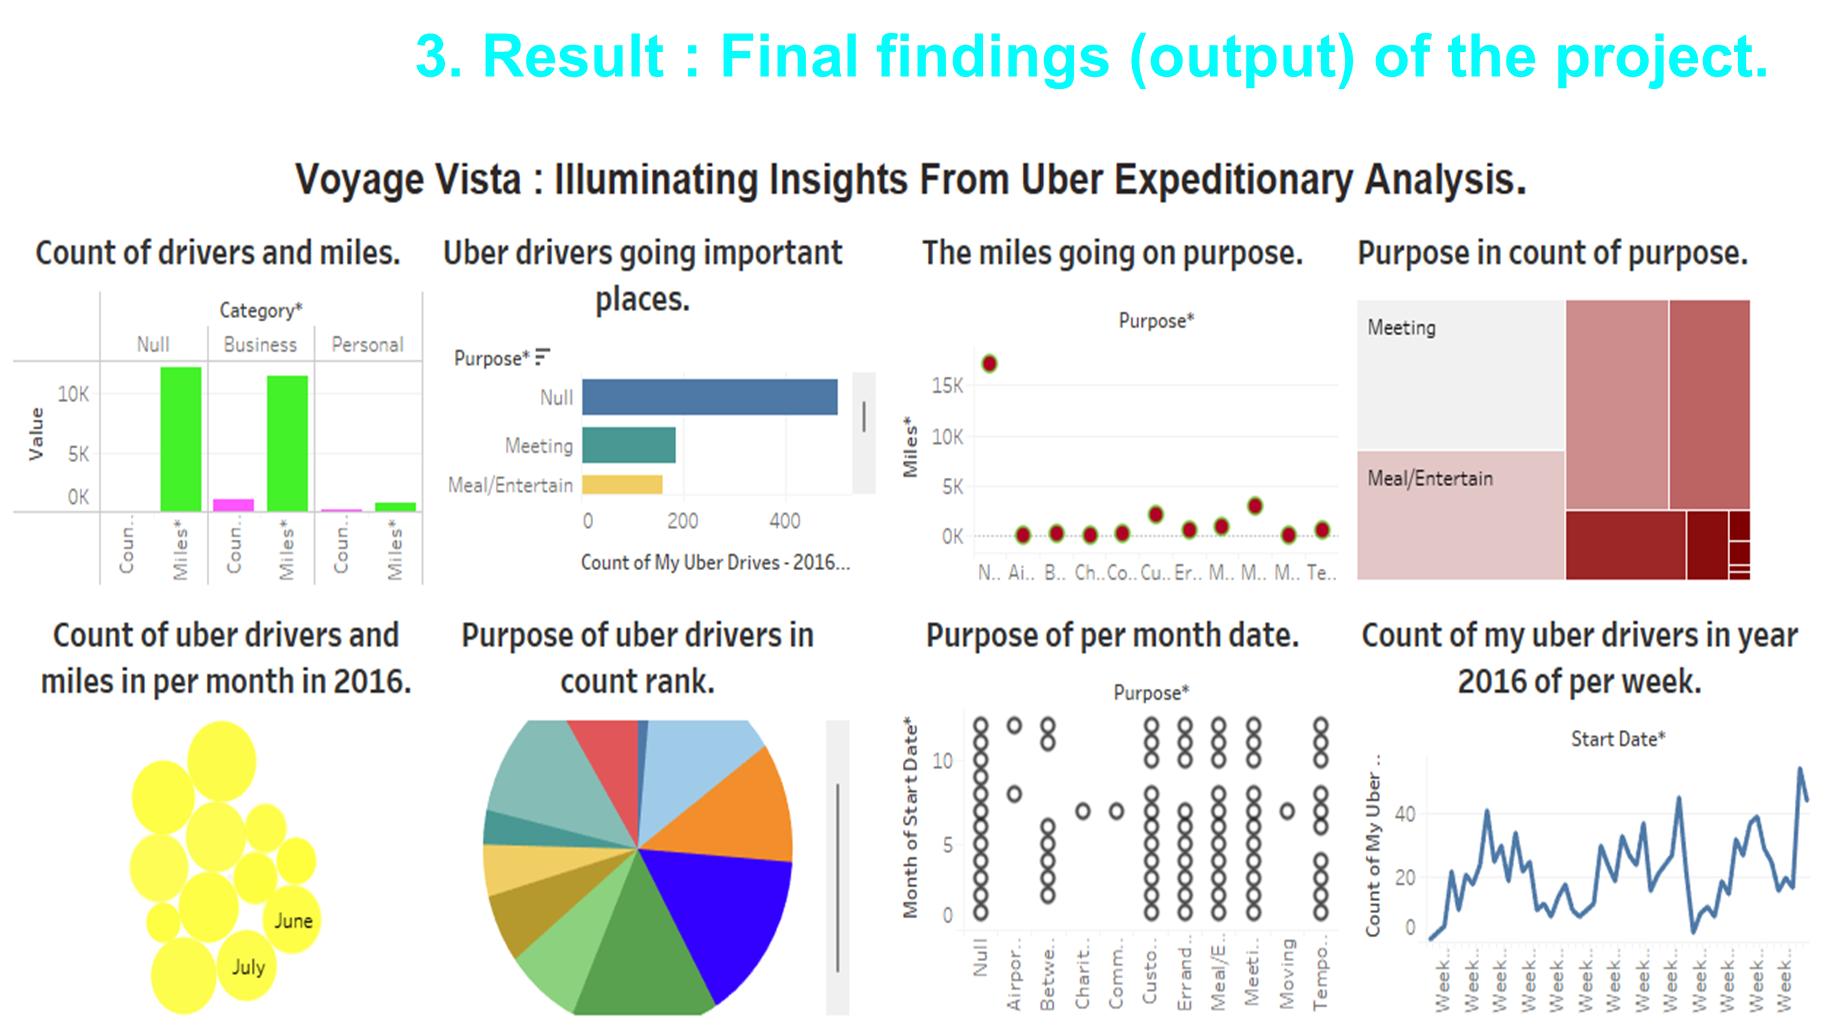 3. Result : Final findings (output) of the project.
Voyage Vista : Illuminating Insights From Uber Expeditionary Analysis.
Count of drivers and miles.
Category*
Null Business Personal
Value
10K
5K
0K
Coun.. Miles* Coun.. Miles* Coun.. Miles*
Uber drivers going important
places.
Purpose*
Null
Meeting
Meal/Entertain
0 200 400
Count of My Uber Drives - 2016...
The miles going on purpose.
Purpose*
Miles*
15K
10K
5K
0K
N.. Ai.. B.. Ch.. Co.. Cu.. Er.. M.. M.. M.. Te..
Purpose in count of purpose.
Meeting
Meal/Entertain
Count of uber drivers and
miles in per month in 2016.
June
July
Purpose of uber drivers in
count rank.
Purpose of per month date.
Purpose*
Month of Start Date*
10
5
0
Null Airpor.. Betwe.. Charit.. Comm.. Custo.. Errand.. Meal/E.. Meeti.. Moving Tempo..
Count of my uber drivers in year
2016 of per week.
Start Date*
Count of My Uber ..
40
20
0
Week.. Week.. Week.. Week.. Week.. Week.. Week.. Week.. Week.. Week.. Week.. Week.. Week..